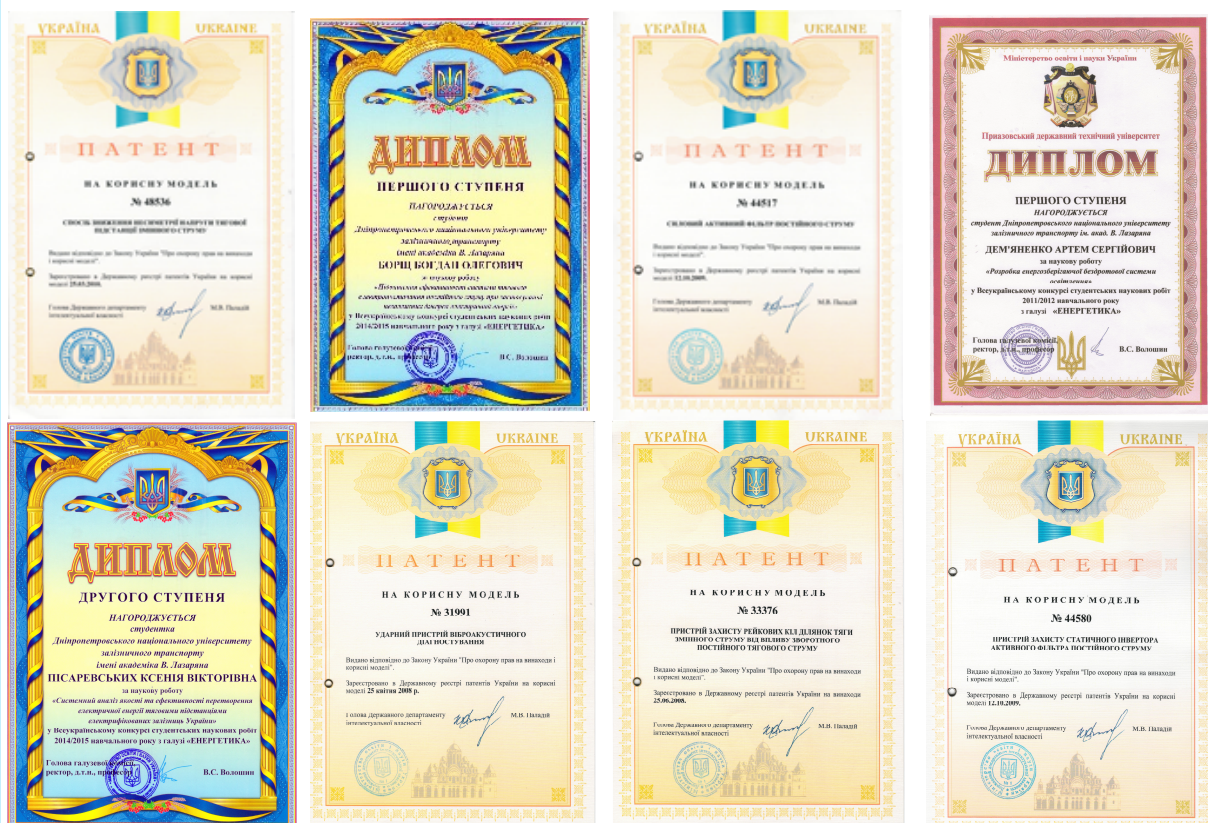 УКРАЇНА UKRAINE
ПАТЕНТ
НА КОРИСНУ МОДЕЛЬ
№ 48536
СПОСІБ ЗНИЖЕННЯ НЕСИМЕТРІЇ НАПРУГИ ТЯГОВОЇ
ПІДСТАНЦІЇ ЗМІННОГО СТРУМУ
Видано відповідно до Закону України "Про охорону прав на винаходи
і корисні моделі".
Зареєстровано в Державному реєстрі патентів України на корисні
моделі 25.03.2010.
Голова Державного департаменту
інтелектуальної власності
М.В. Паладій
ДИПЛОМ
ПЕРШОГО СТУПЕНЯ
НАГОРОДЖУЄТЬСЯ
студент
Дніпропетровського національного університету
залізничного транспорту
імені академіка В. Лазаряна
БОРЩ БОГДАН ОЛЕГОВИЧ
за наукову роботу
у Всеукраїнському конкурсі студентських наукових робіт
2014/2015 навчального року з галузі «ЕНЕРГЕТИКА»
Голова галузевої
ректор, д.т.н., професор
В.С. Волошин
УКРАЇНА UKRAINE
ПАТЕНТ
НА КОРИСНУ МОДЕЛЬ
№ 44517
СИЛОВИЙ АКТИВНИЙ ФІЛЬТР ПОСТІЙНОГО СТРУМУ
Видано відповідно до Закону України "Про охорону прав на винаходи
і корисні моделі".
Зареєстровано в Державному реєстрі патентів України на корисні
моделі 12.10.2009.
Голова Державного департаменту
інтелектуальної власності
М.В. Паладій
Міністерство освіти і науки України
Приазовський державний технічний університет
ДИПЛОМ
ПЕРШОГО СТУПЕНЯ
НАГОРОДЖУЄТЬСЯ
студент Дніпропетровського національного університету
залізничного транспорту ім. акад. В. Лазаряна
ДЕМ'ЯНЕНКО АРТЕМ СЕРГІЙОВИЧ
за наукову роботу
«Розробка енергозберігаючої бездротової системи
освітлення»
у Всеукраїнському конкурсі студентських наукових робіт
2011/2012 навчального року
з галузі «ЕНЕРГЕТИКА»
Голова галузевої комісії,
ректор, д.т.н., професор
В.С. Волошин
ДИПЛОМ
ДРУГОГО СТУПЕНЯ
НАГОРОДЖУЄТЬСЯ
студентка
Дніпропетровського національного університету
залізничного транспорту
імені академіка В. Лазаряна
ПІСАРЕВСЬКИХ КСЕНІЯ ВІКТОРІВНА
за наукову роботу
«Системний аналіз якості та ефективності перетворення
електричної енергії тяговими підстанціями
електрифікованих залізниць України»
у Всеукраїнському конкурсі студентських наукових робіт
2014/2015 навчального року з галузі «ЕНЕРГЕТИКА»
Голова галузевої
ректор, д.т.н., професор
В.С. Волошин
УКРАЇНА UKRAINE
ПАТЕНТ
НА КОРИСНУ МОДЕЛЬ
№ 31991
УДАРНИЙ ПРИСТРІЙ ВІБРОАКУСТИЧНОГО
ДІАГНОСТУВАННЯ
Видано відповідно до Закону України "Про охорону прав на винаходи і
корисні моделі".
Зареєстровано в Державному реєстрі патентів України на корисні
моделі 25 квітня 2008 р.
Голова державного департаменту
інтелектуальної власності
М.В. Паладій
УКРАЇНА UKRAINE
ПАТЕНТ
НА КОРИСНУ МОДЕЛЬ
№ 33376
ПРИСТРІЙ ЗАХИСТУ РЕЙКОВИХ КІЛ ДІЛЯНОК ТЯГИ
ЗМІННОГО СТРУМУ ВІД ВПЛИВУ ЗВОРОТНОГО
ПОСТІЙНОГО ТЯГОВОГО СТРУМУ
Видано відповідно до Закону України "Про охорону прав на винаходи
і корисні моделі".
Зареєстровано в Державному реєстрі патентів України на винаходи
25.06.2008.
Голова Державного департаменту
інтелектуальної власності
М.В. Паладій
УКРАЇНА UKRAINE
ПАТЕНТ
НА КОРИСНУ МОДЕЛЬ
№ 44580
ПРИСТРІЙ ЗАХИСТУ СТАТИЧНОГО ІНВЕРТОРА
АКТИВНОГО ФІЛЬТРА ПОСТІЙНОГО СТРУМУ
Видано відповідно до Закону України "Про охорону прав на винаходи
і корисні моделі".
Зареєстровано в Державному реєстрі патентів України на корисні
моделі 12.10.2009.
Голова Державного департаменту
інтелектуальної власності
М.В. Паладій